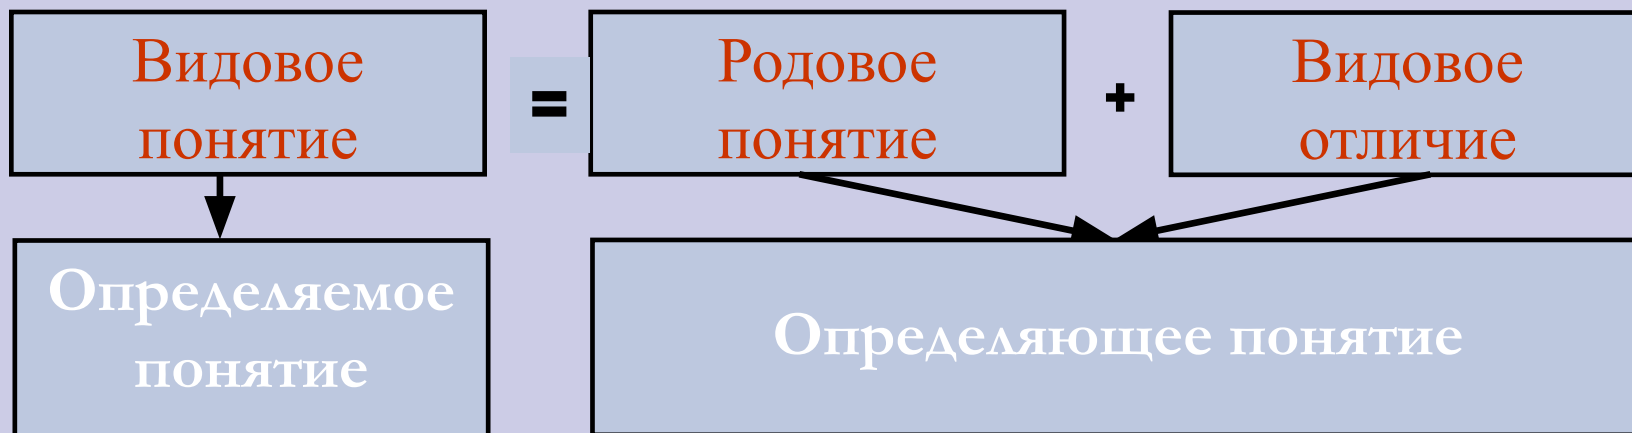 Видовое
понятие
=
Родовое
понятие
+
Видовое
отличие
Определяемое
понятие
Определяющее понятие